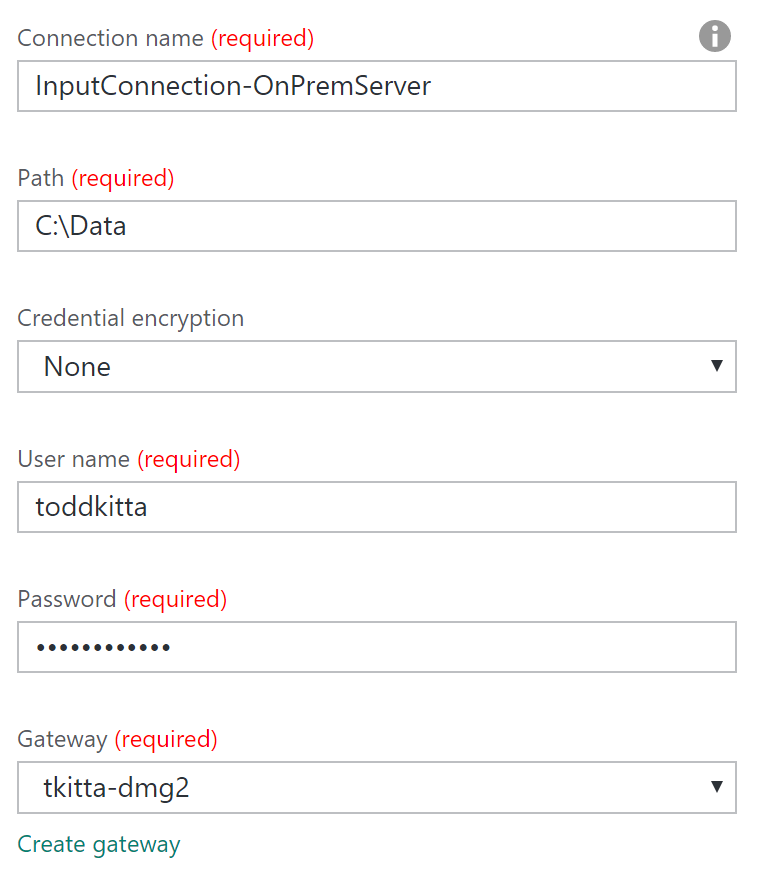 Connection name (required)
InputConnection-OnPremServer
Path (required)
C:\Data
Credential encryption
None
User name (required)
toddkitta
Password (required)
••••••••••••
Gateway (required)
tkitta-dmg2
Create gateway